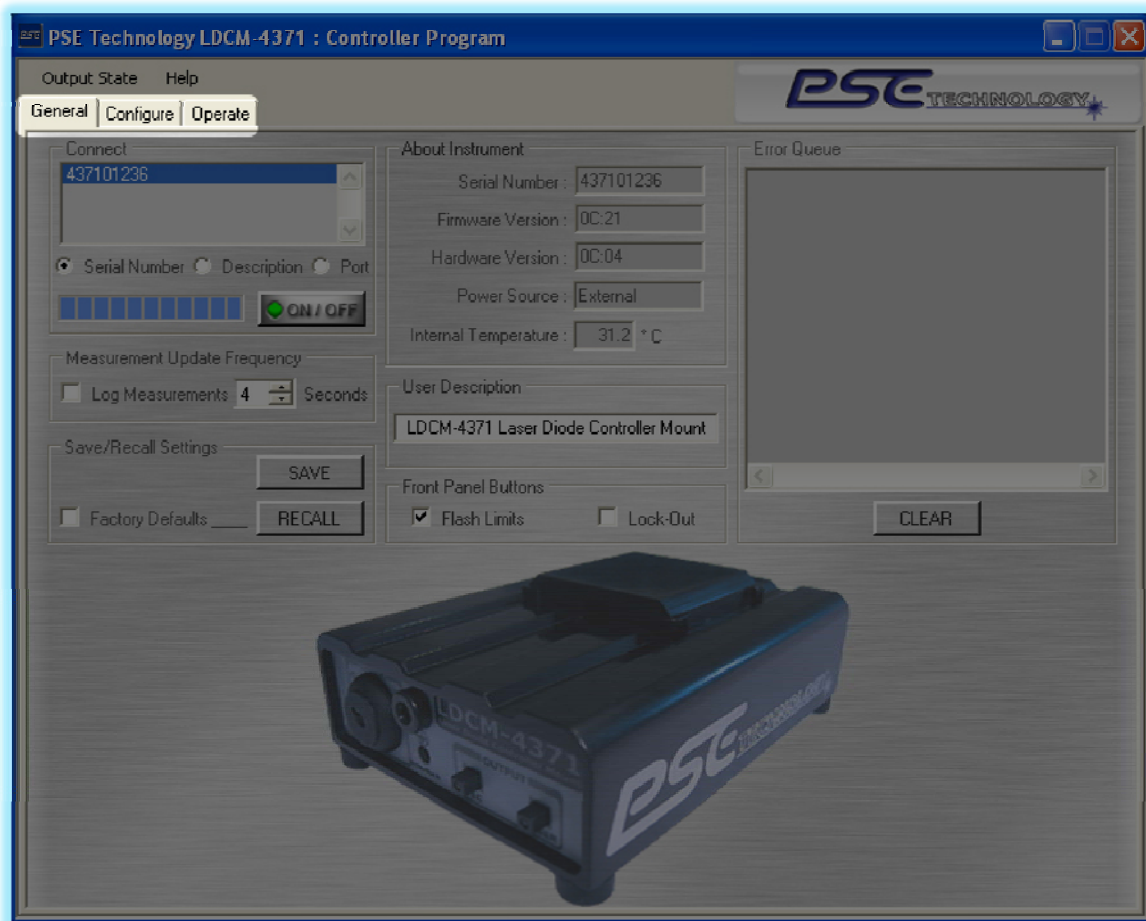 PSE Technology LDCM-4371 : Controller Program
Output State Help
PSE TECHNOLOGY
General Configure Operate
Connect
437101236
Serial Number Description Port
ON / OFF
Measurement Update Frequency
Log Measurements 4 Seconds
Save/Recall Settings
SAVE
Factory Defaults RECALL
About Instrument
Serial Number : 437101236
Firmware Version : 0C:21
Hardware Version : 0C:04
Power Source : External
Internal Temperature : 31.2 ° C
User Description
LDCM-4371 Laser Diode Controller Mount
Front Panel Buttons
Flash Limits Lock-Out
Error Queue
CLEAR
LDCM-4371
OUTPUT
PSE TECHNOLOGY